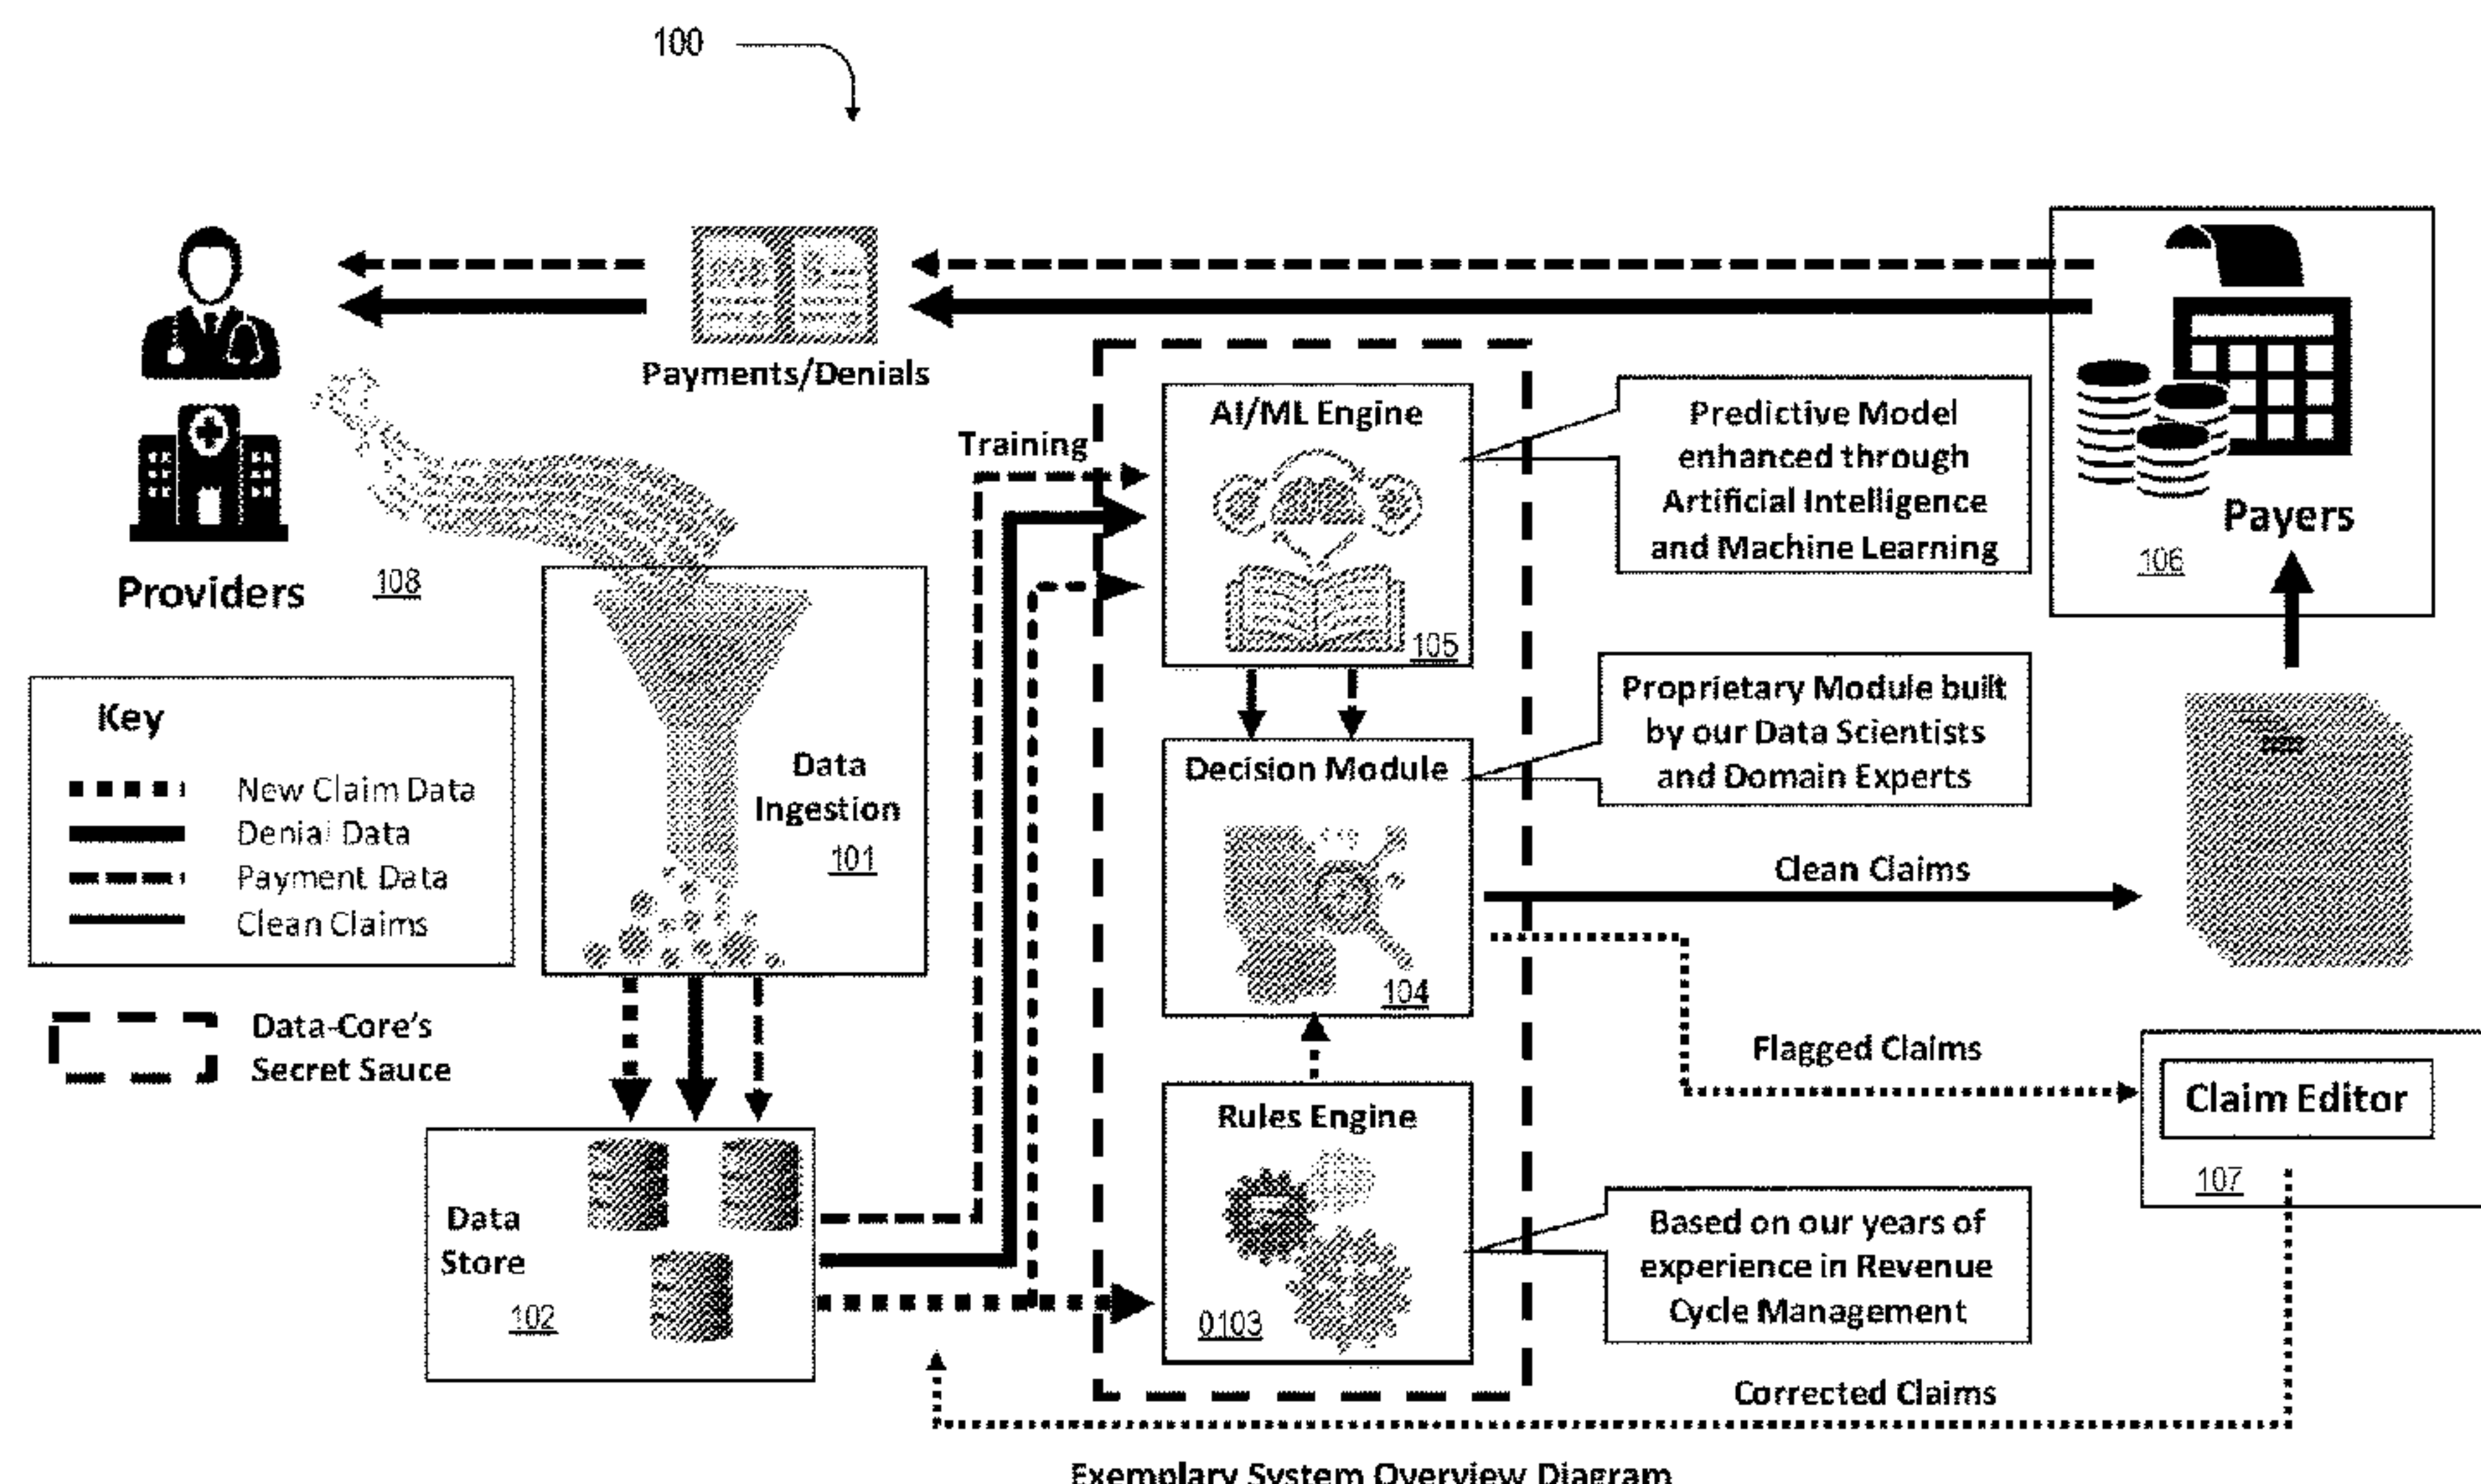 100
Payments/Denials
Providers
108
Payers
106
Training
AI/ML Engine
105
Predictive Model
enhanced through
Artificial Intelligence
and Machine Learning
Key
New Claim Data
Denial Data
Payment Data
Clean Claims
Data-Core's
Secret Sauce
Data
Ingestion
101
Decision Module
104
Proprietary Module built
by our Data Scientists
and Domain Experts
Clean Claims
Flagged Claims
Claim Editor
107
Data
Store
102
Rules Engine
0103
Based on our years of
experience in Revenue
Cycle Management
Corrected Claims
Exemplary System Overview Diagram